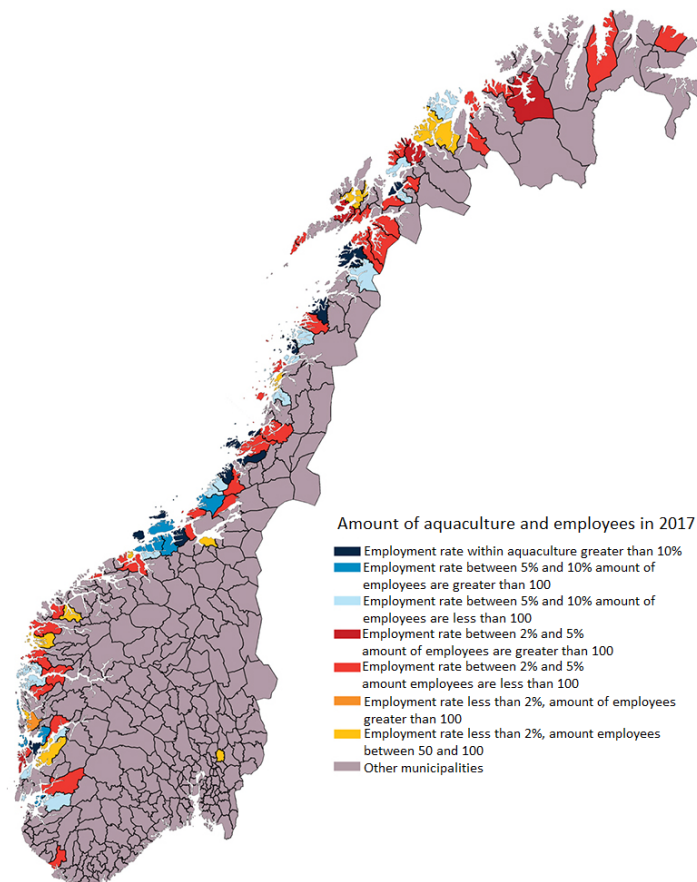 Amount of aquaculture and employees in 2017
Employment rate within aquaculture greater than 10%
Employment rate between 5% and 10% amount of
employees are greater than 100
Employment rate between 5% and 10% amount of
employees are less than 100
Employment rate between 2% and 5%
amount of employees are greater than 100
Employment rate between 2% and 5%
amount employees are less than 100
Employment rate less than 2%, amount of employees
greater than 100
Employment rate less than 2%, amount employees
between 50 and 100
Other municipalities